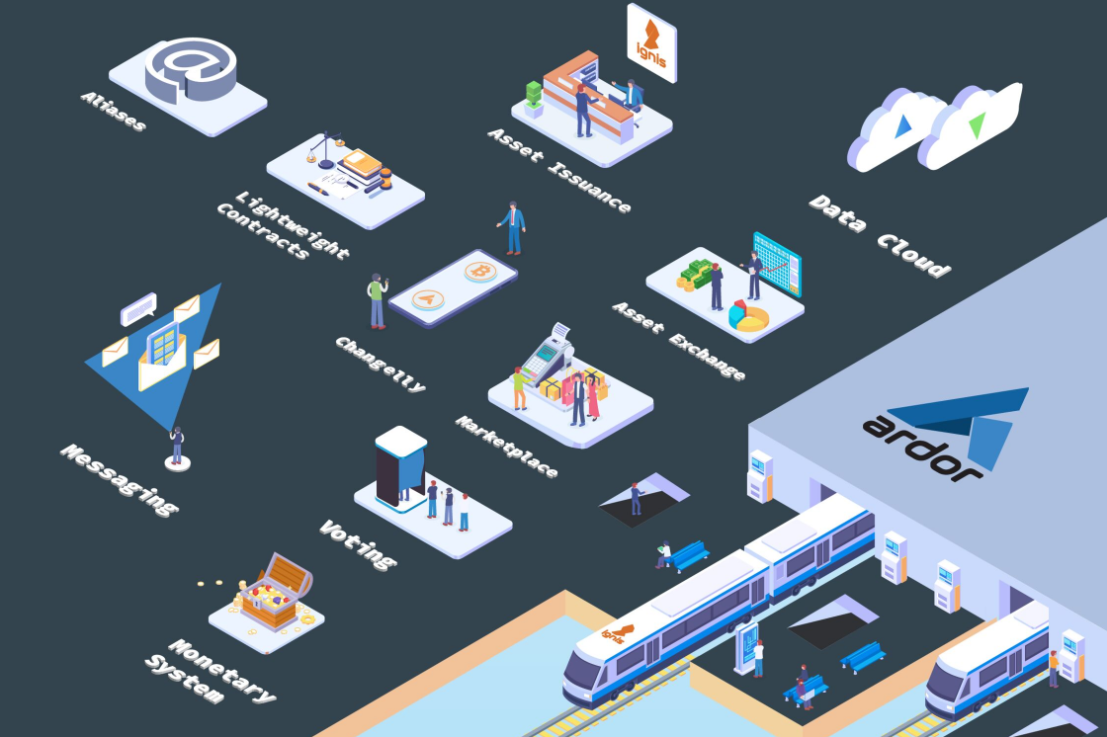 Aliases
ignis
Asset Issuance
Data Cloud
Lightweight
Contracts
Asset Exchange
Changelly
Marketplace
Messaging
ardor
Voting
ignis
Monetary
System